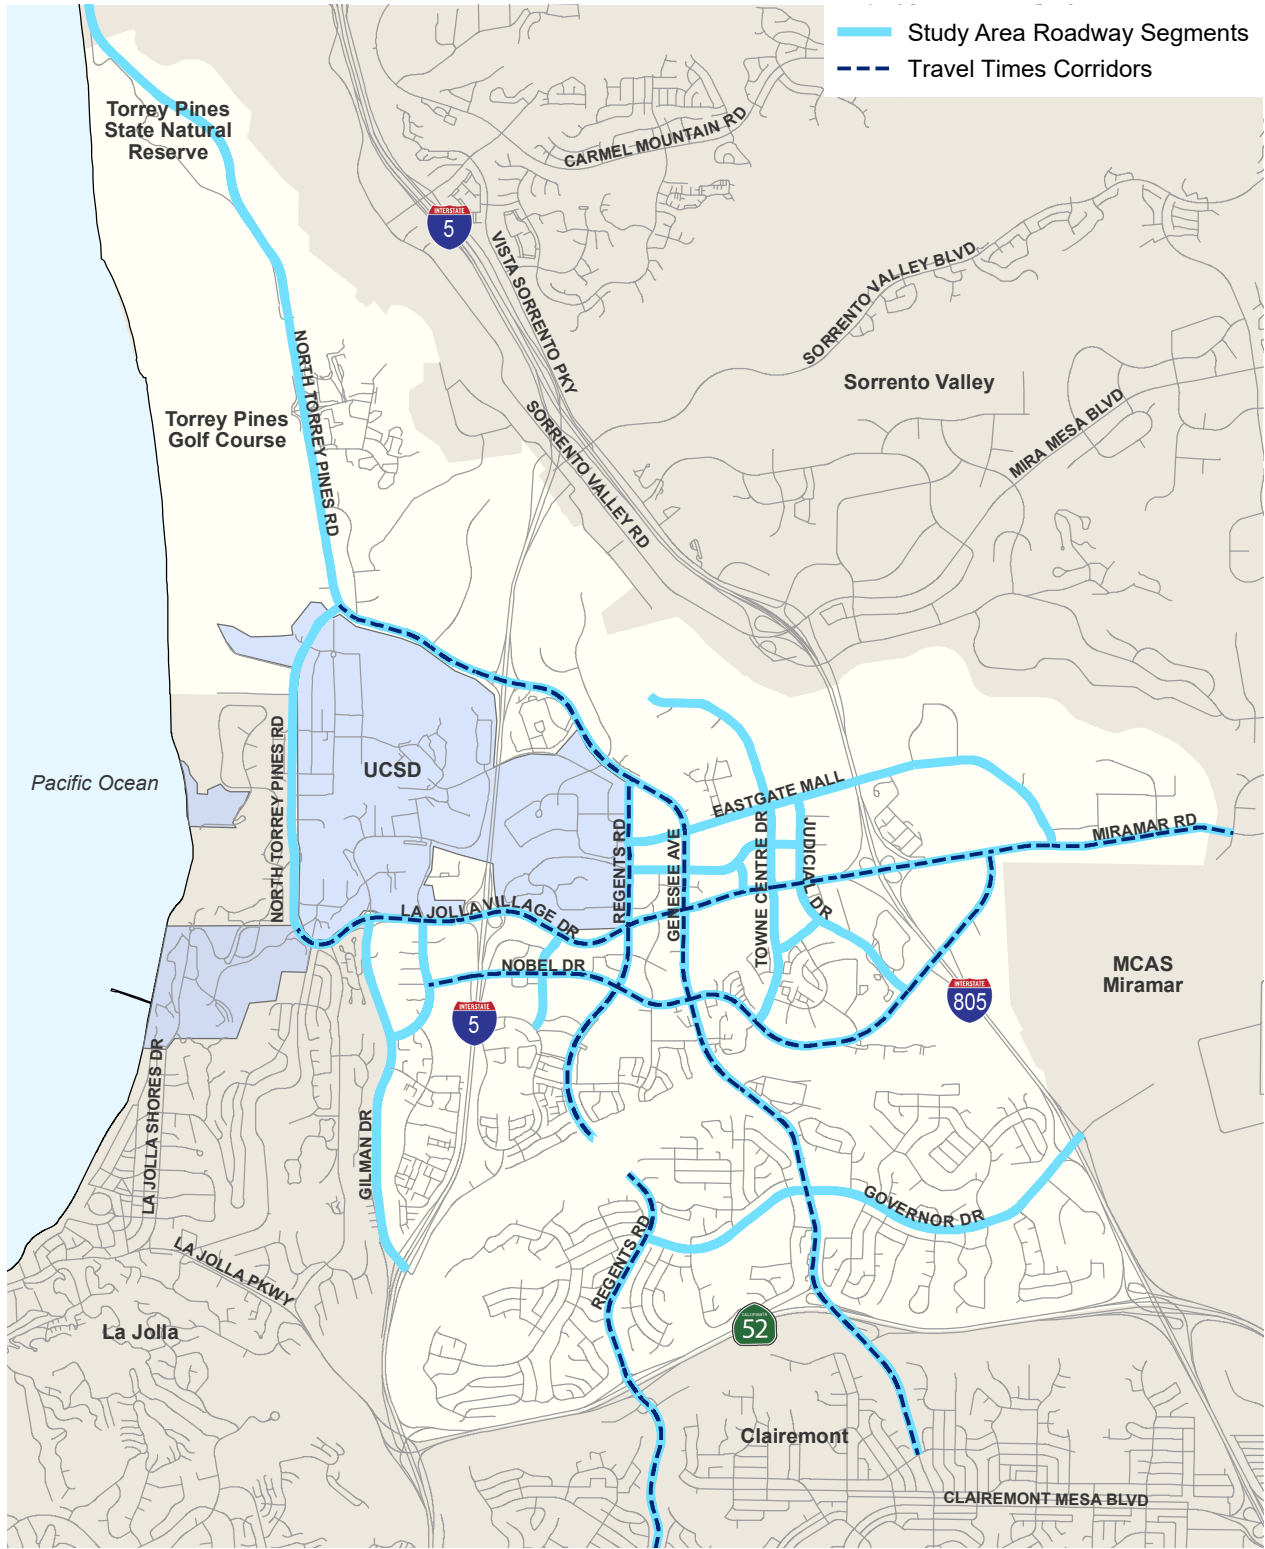 Study Area Roadway Segments
Travel Times Corridors
Torrey Pines
State Natural
Reserve
CARMEL MOUNTAIN RD
INTERSTATE
5
VISTA SORRENTO PKY
SORRENTO VALLEY BLVD
Sorrento Valley
NORTH TORREY PINES RD
Torrey Pines
Golf Course
SORRENTO VALLEY RD
MIRA MESA BLVD
UCSD
Pacific Ocean
NORTH TORREY PINES RD
EASTGATE MALL
MIRAMAR RD
REGENTS RD
GENESEE AVE
TOWNE CENTRE DR
JUDICIAL DR
LA JOLLA VILLAGE DR
NOBEL DR
MCAS
Miramar
INTERSTATE
5
INTERSTATE
805
LA JOLLA SHORES DR
GILMAN DR
GOVERNOR DR
REGENTS RD
LA JOLLA PKWY
La Jolla
CALIFORNIA
52
Clairemont
CLAIREMONT MESA BLVD